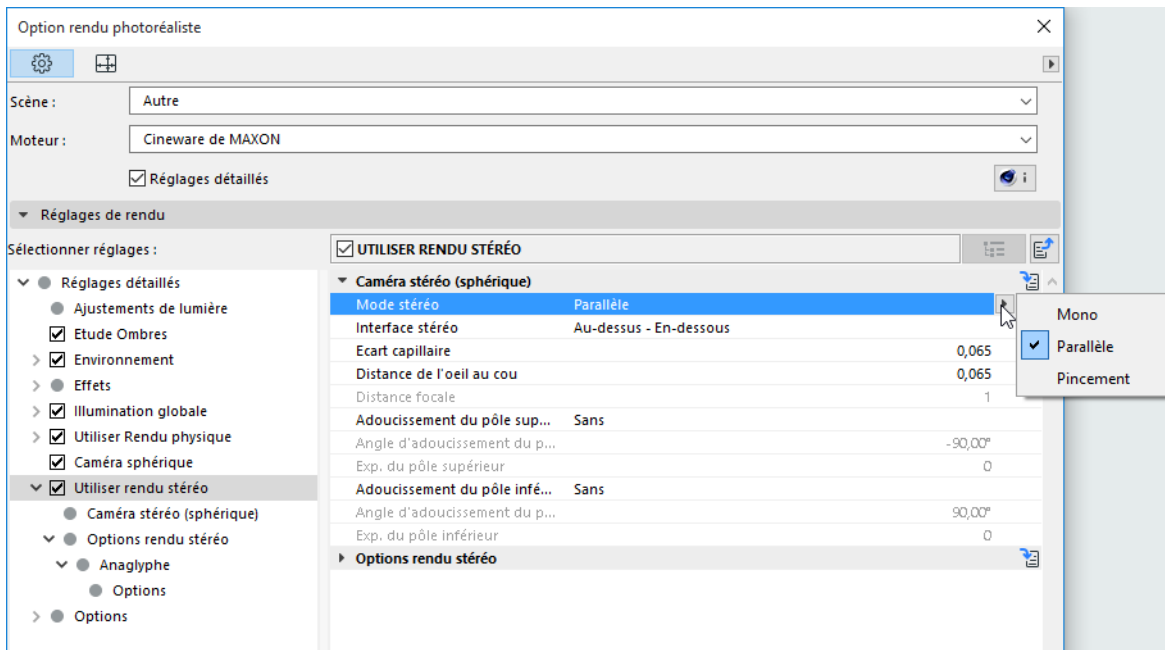 Option rendu photoréaliste
Scène : Autre
Moteur : Cineware de MAXON
Réglages détaillés i
Réglages de rendu
Sélectionner réglages :
Réglages détaillés
Ajustements de lumière
Etude Ombres
Environnement
Effets
Illumination globale
Utiliser Rendu physique
Caméra sphérique
Utiliser rendu stéréo
Caméra stéréo (sphérique)
Options rendu stéréo
Anaglyphe
Options
Options
UTILISER RENDU STÉRÉO
Caméra stéréo (sphérique)
Mode stéréo Parallèle
Interface stéréo Au-dessus - En-dessous
Ecart capillaire 0,065
Distance de l'oeil au cou 0,065
Distance focale 1
Adoucissement du pôle sup... Sans
Angle d'adoucissement du p... -90,00°
Exp. du pôle supérieur 0
Adoucissement du pôle infé... Sans
Angle d'adoucissement du p... 90,00°
Exp. du pôle inférieur 0
Options rendu stéréo
Mono
Parallèle
Pincement